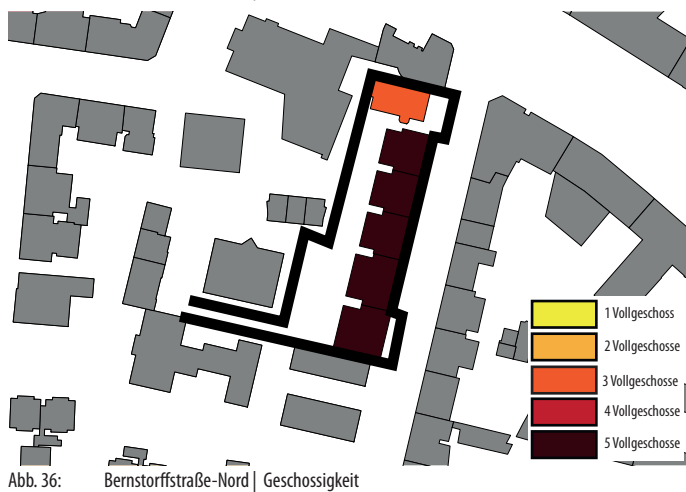 1 Vollgeschoss
2 Vollgeschosse
3 Vollgeschosse
4 Vollgeschosse
5 Vollgeschosse
Abb. 36: Bernstorffstraße-Nord | Geschossigkeit